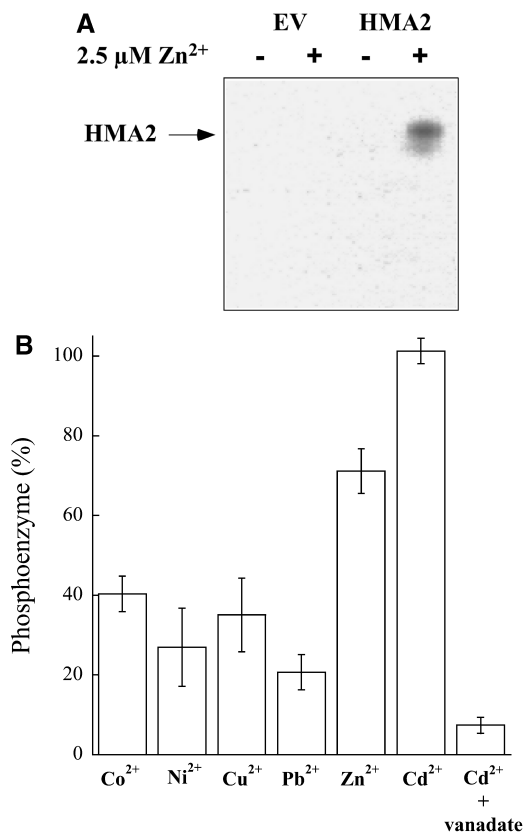 A
EV HMA2
2.5 μM Zn²⁺ - + - +
HMA2
B
Phosphoenzyme (%)
100
80
60
40
20
0
Co²⁺ Ni²⁺ Cu²⁺ Pb²⁺ Zn²⁺ Cd²⁺ Cd²⁺
+
vanadate